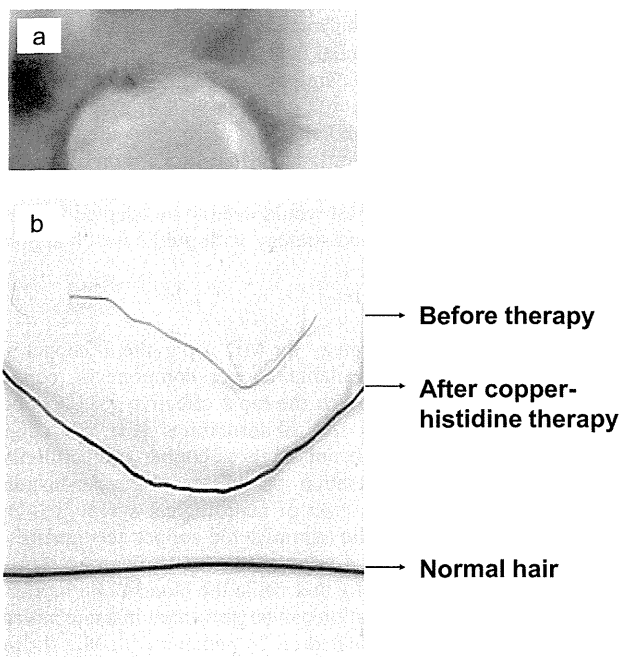 a
b
Before therapy
After copper-
histidine therapy
Normal hair